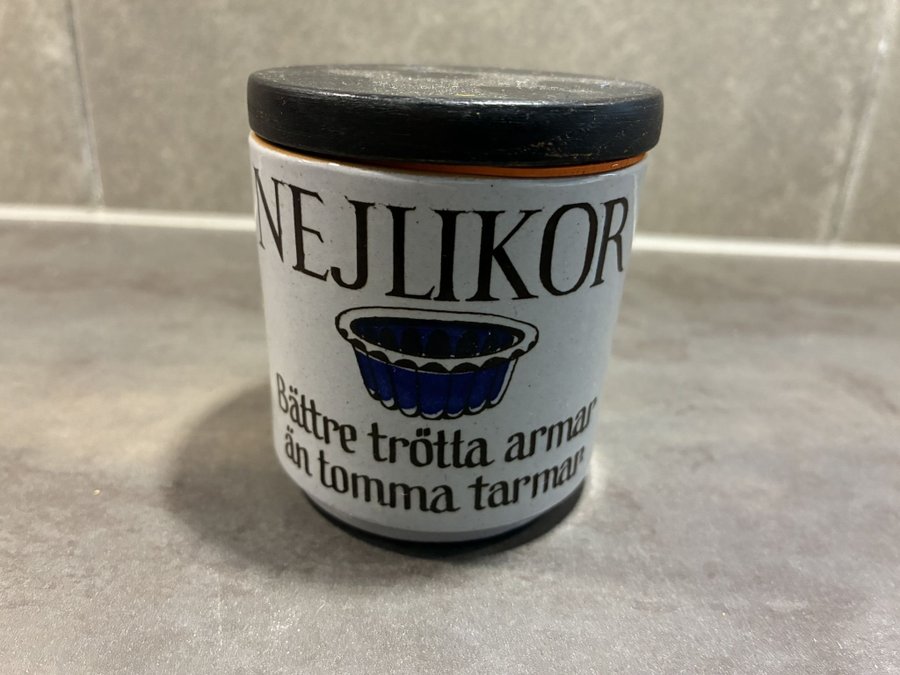 NEJLIKOR
Bättre trötta armar
än tomma tarmar